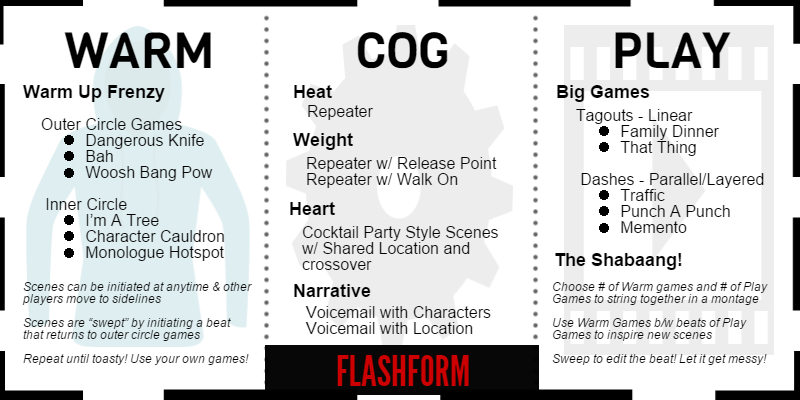 WARM
Warm Up Frenzy
Outer Circle Games
● Dangerous Knife
● Bah
● Woosh Bang Pow
Inner Circle
● I'm A Tree
● Character Cauldron
● Monologue Hotspot
Scenes can be initiated at anytime & other
players move to sidelines
Scenes are “swept” by initiating a beat
that returns to outer circle games
Repeat until toasty! Use your own games!
COG
Heat
Repeater
Weight
Repeater w/ Release Point
Repeater w/ Walk On
Heart
Cocktail Party Style Scenes
w/ Shared Location and
crossover
Narrative
Voicemail with Characters
Voicemail with Location
FLASHFORM
PLAY
Big Games
Tagouts - Linear
● Family Dinner
● That Thing
Dashes - Parallel/Layered
● Traffic
● Punch A Punch
● Memento
The Shabaang!
Choose # of Warm games and # of Play
Games to string together in a montage
Use Warm Games b/w beats of Play
Games to inspire new scenes
Sweep to edit the beat! Let it get messy!